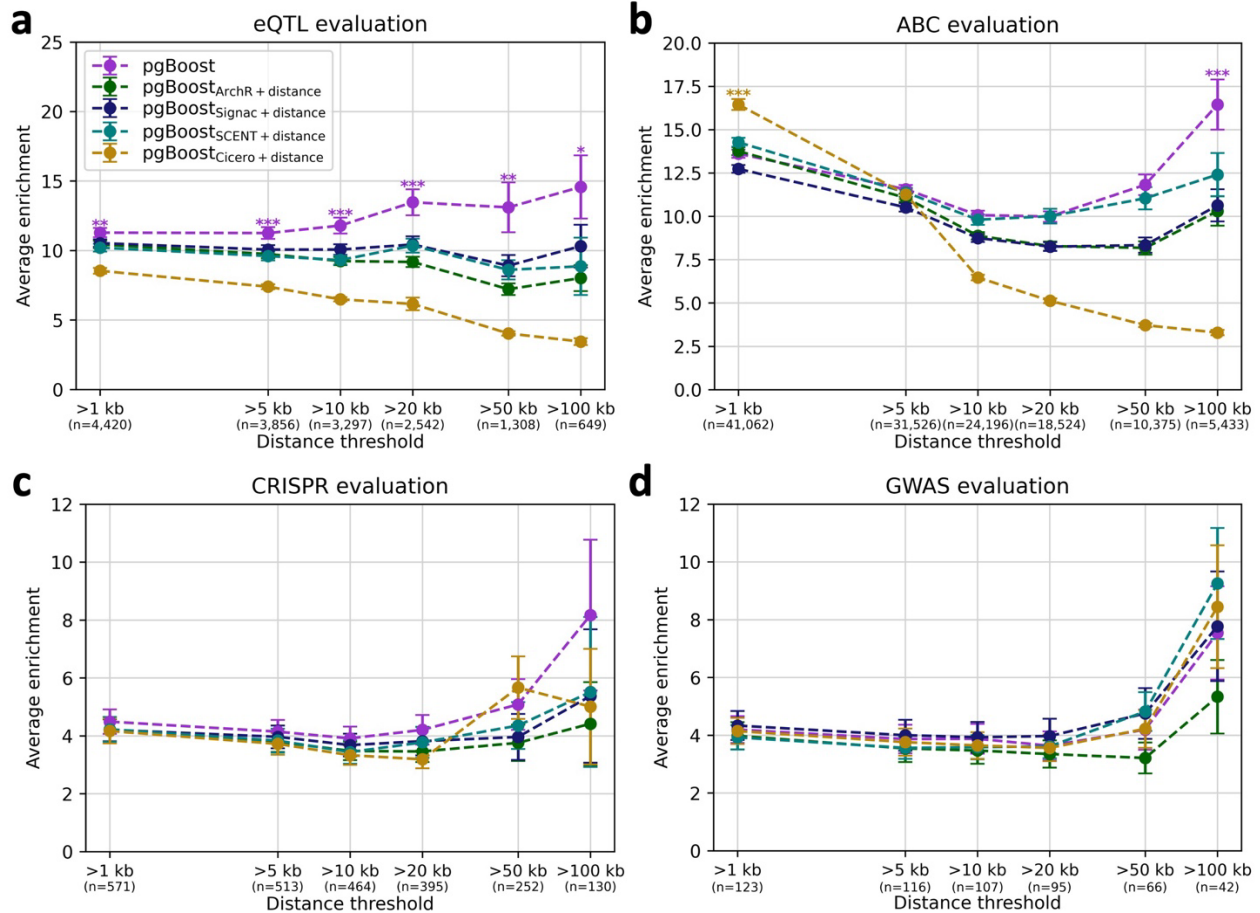 a
eQTL evaluation
25
20
15
10
5
0
Average enrichment
pgBoost
pgBoostArchR + distance
pgBoostSignac + distance
pgBoostSCENT + distance
pgBoostCicero + distance
**
***
***
***
**
*
>1 kb >5 kb >10 kb >20 kb >50 kb >100 kb
(n=4,420) (n=3,856) (n=3,297) (n=2,542) (n=1,308) (n=649)
Distance threshold
b
ABC evaluation
20.0
17.5
15.0
12.5
10.0
7.5
5.0
2.5
0.0
Average enrichment
***
***
>1 kb >5 kb >10 kb >20 kb >50 kb >100 kb
(n=41,062) (n=31,526) (n=24,196) (n=18,524) (n=10,375) (n=5,433)
Distance threshold
c
CRISPR evaluation
12
10
8
6
4
2
0
Average enrichment
>1 kb >5 kb >10 kb >20 kb >50 kb >100 kb
(n=571) (n=513) (n=464) (n=395) (n=252) (n=130)
Distance threshold
d
GWAS evaluation
12
10
8
6
4
2
0
Average enrichment
>1 kb >5 kb >10 kb >20 kb >50 kb >100 kb
(n=123) (n=116) (n=107) (n=95) (n=66) (n=42)
Distance threshold